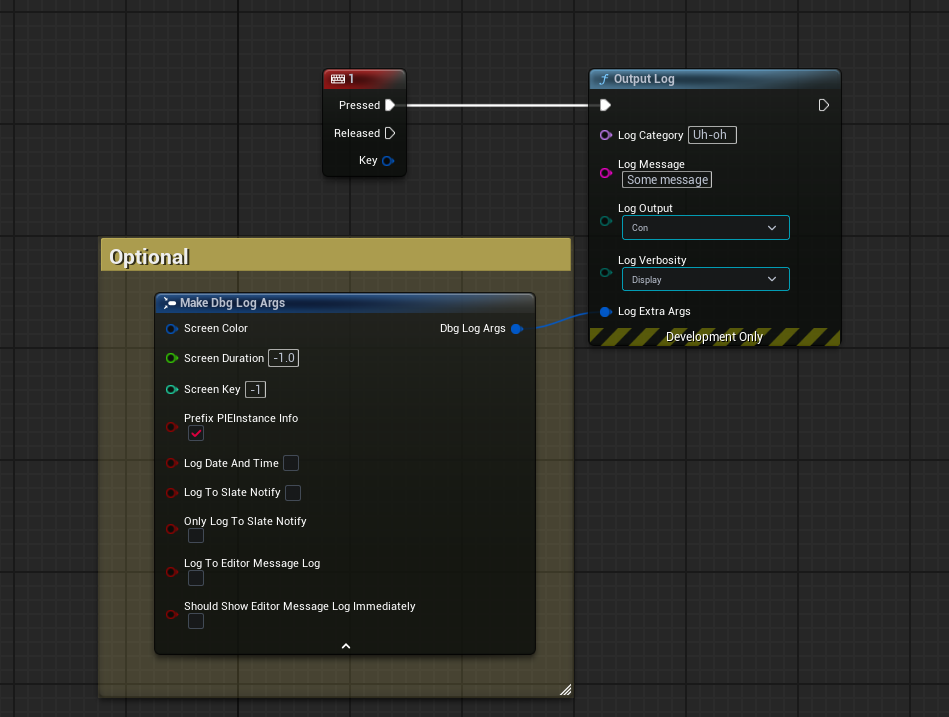 1
Pressed
Released
Key
Output Log
Log Category Uh-oh
Log Message
Some message
Log Output
Con
Log Verbosity
Display
Log Extra Args
Development Only
Optional
Make Dbg Log Args
Screen Color
Dbg Log Args
Screen Duration -1.0
Screen Key -1
Prefix PIEInstance Info
Log Date And Time
Log To Slate Notify
Only Log To Slate Notify
Log To Editor Message Log
Should Show Editor Message Log Immediately